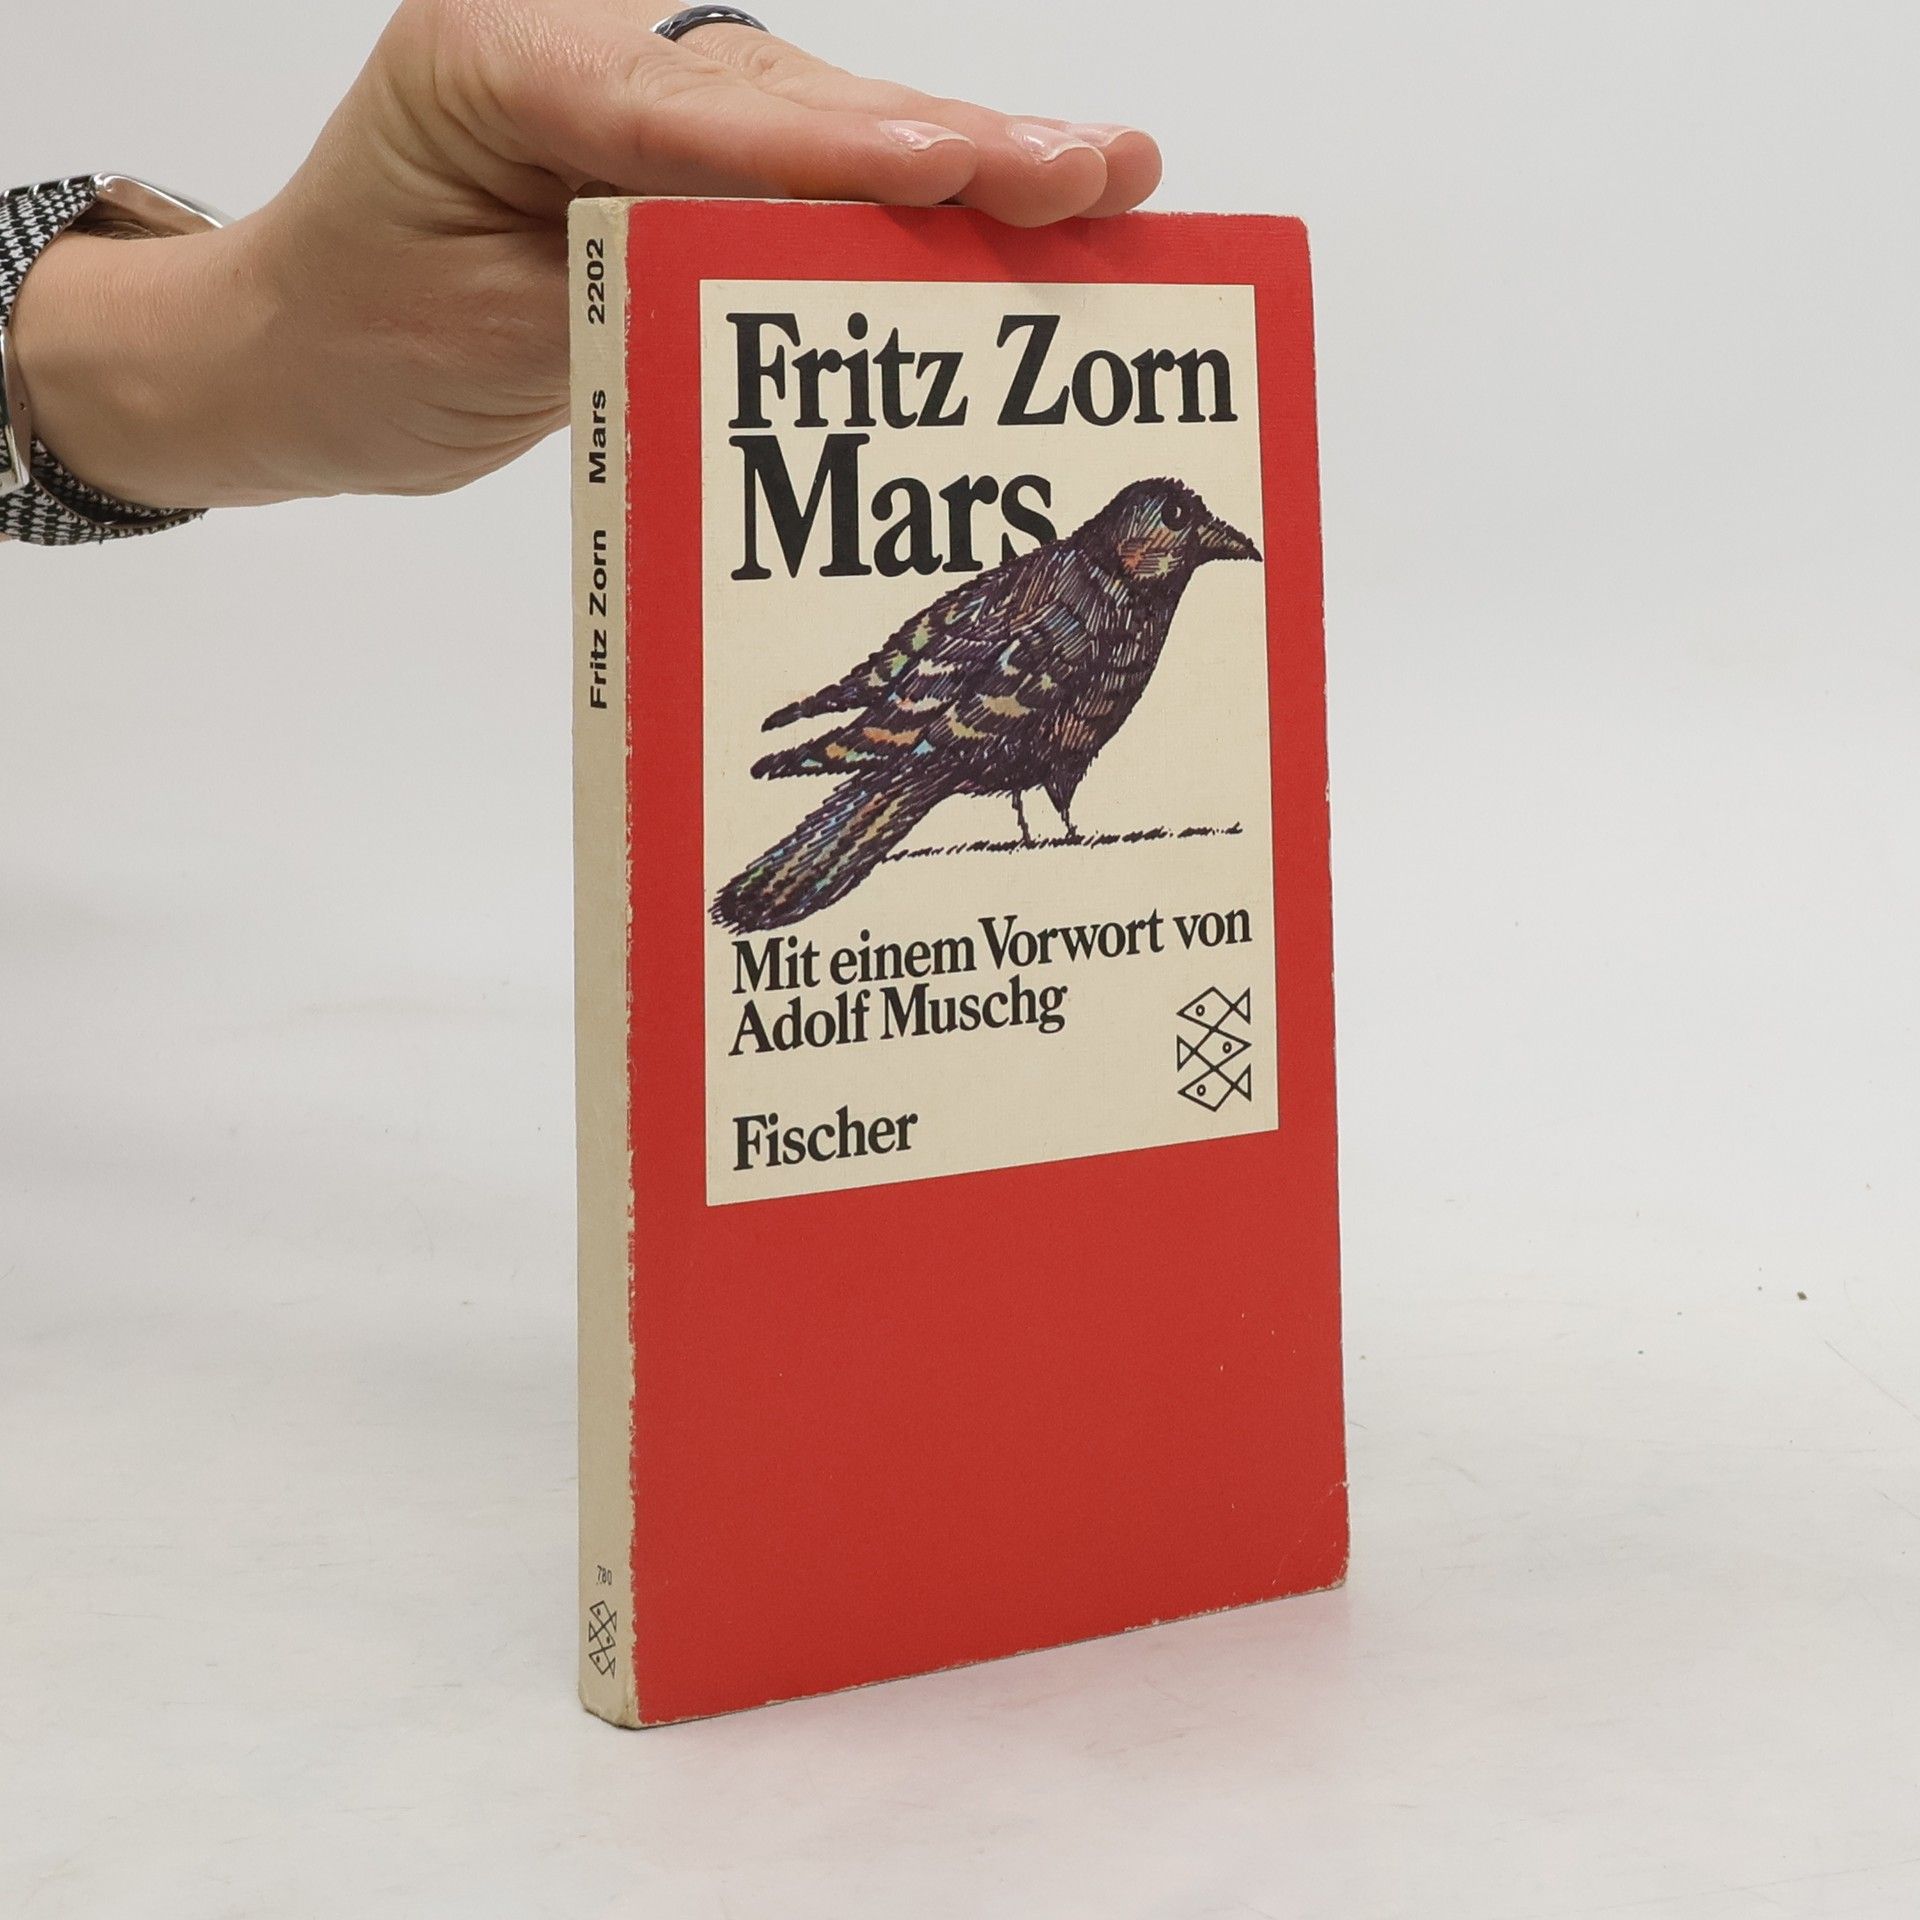 Fritz Zorn Mars 2202
780
Fritz Zorn
Mars
Mit einem Vorwort von
Adolf Muschg
Fischer